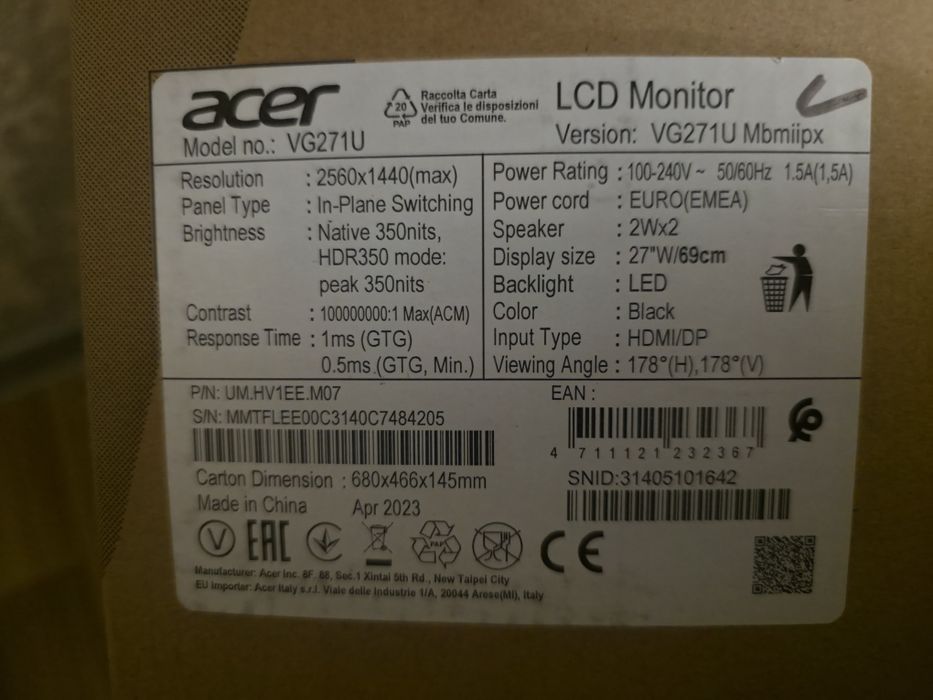 acer
20
PAP
Raccolta Carta
Verifica le disposizioni
del tuo Comune.
LCD Monitor
Model no.: VG271U
Version: VG271U Mbmiipx
Resolution : 2560x1440(max)
Panel Type : In-Plane Switching
Brightness : Native 350nits,
HDR350 mode:
peak 350nits
Contrast : 100000000:1 Max(ACM)
Response Time : 1ms (GTG)
0.5ms (GTG, Min.)
Power Rating : 100-240V ~ 50/60Hz 1.5A(1,5A)
Power cord : EURO(EMEA)
Speaker : 2Wx2
Display size : 27"W/69cm
Backlight : LED
Color : Black
Input Type : HDMI/DP
Viewing Angle : 178°(H),178°(V)
P/N: UM.HV1EE.M07
S/N: MMTFLEE00C3140C7484205
Carton Dimension : 680x466x145mm
Made in China Apr 2023
EAN :
4 711121 232367
SNID:31405101642
EAC
PAP
CE
Manufacturer: Acer Inc. 8F, 88, Sec.1 Xintai 5th Rd., New Taipei City
EU Importer: Acer Italy s.r.l. Viale delle Industrie 1/A, 20044 Arese(MI), Italy